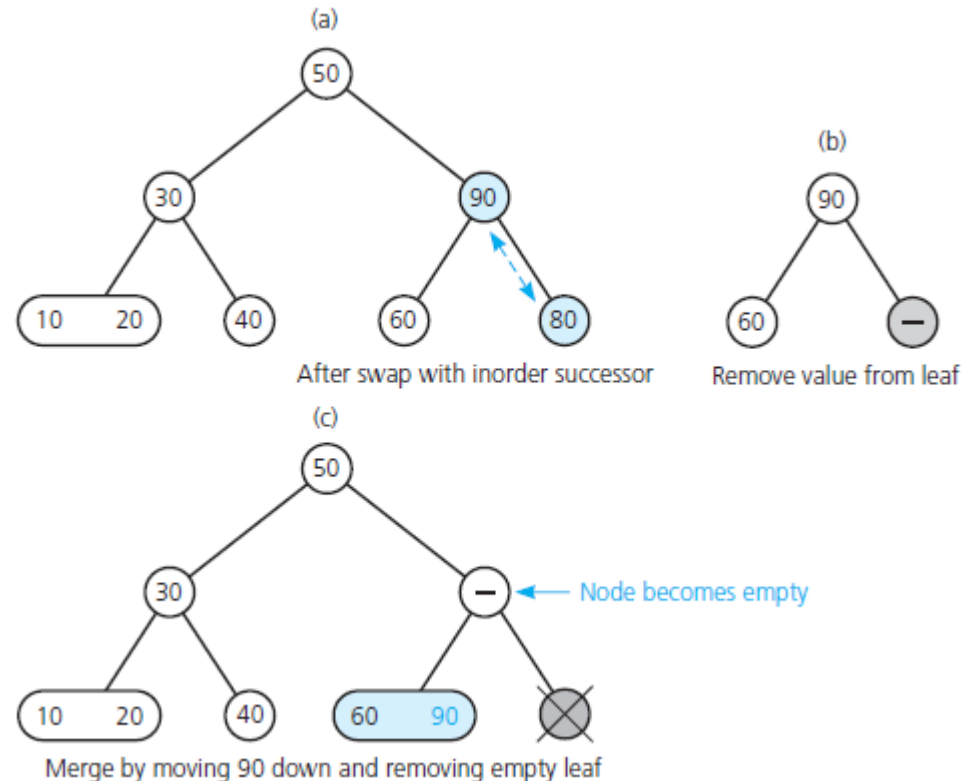 (a)
50
(b)
30 90 90
10 20 40 60 80 60 −
After swap with inorder successor Remove value from leaf
(c)
50
30 − Node becomes empty
10 20 40 60 90
Merge by moving 90 down and removing empty leaf